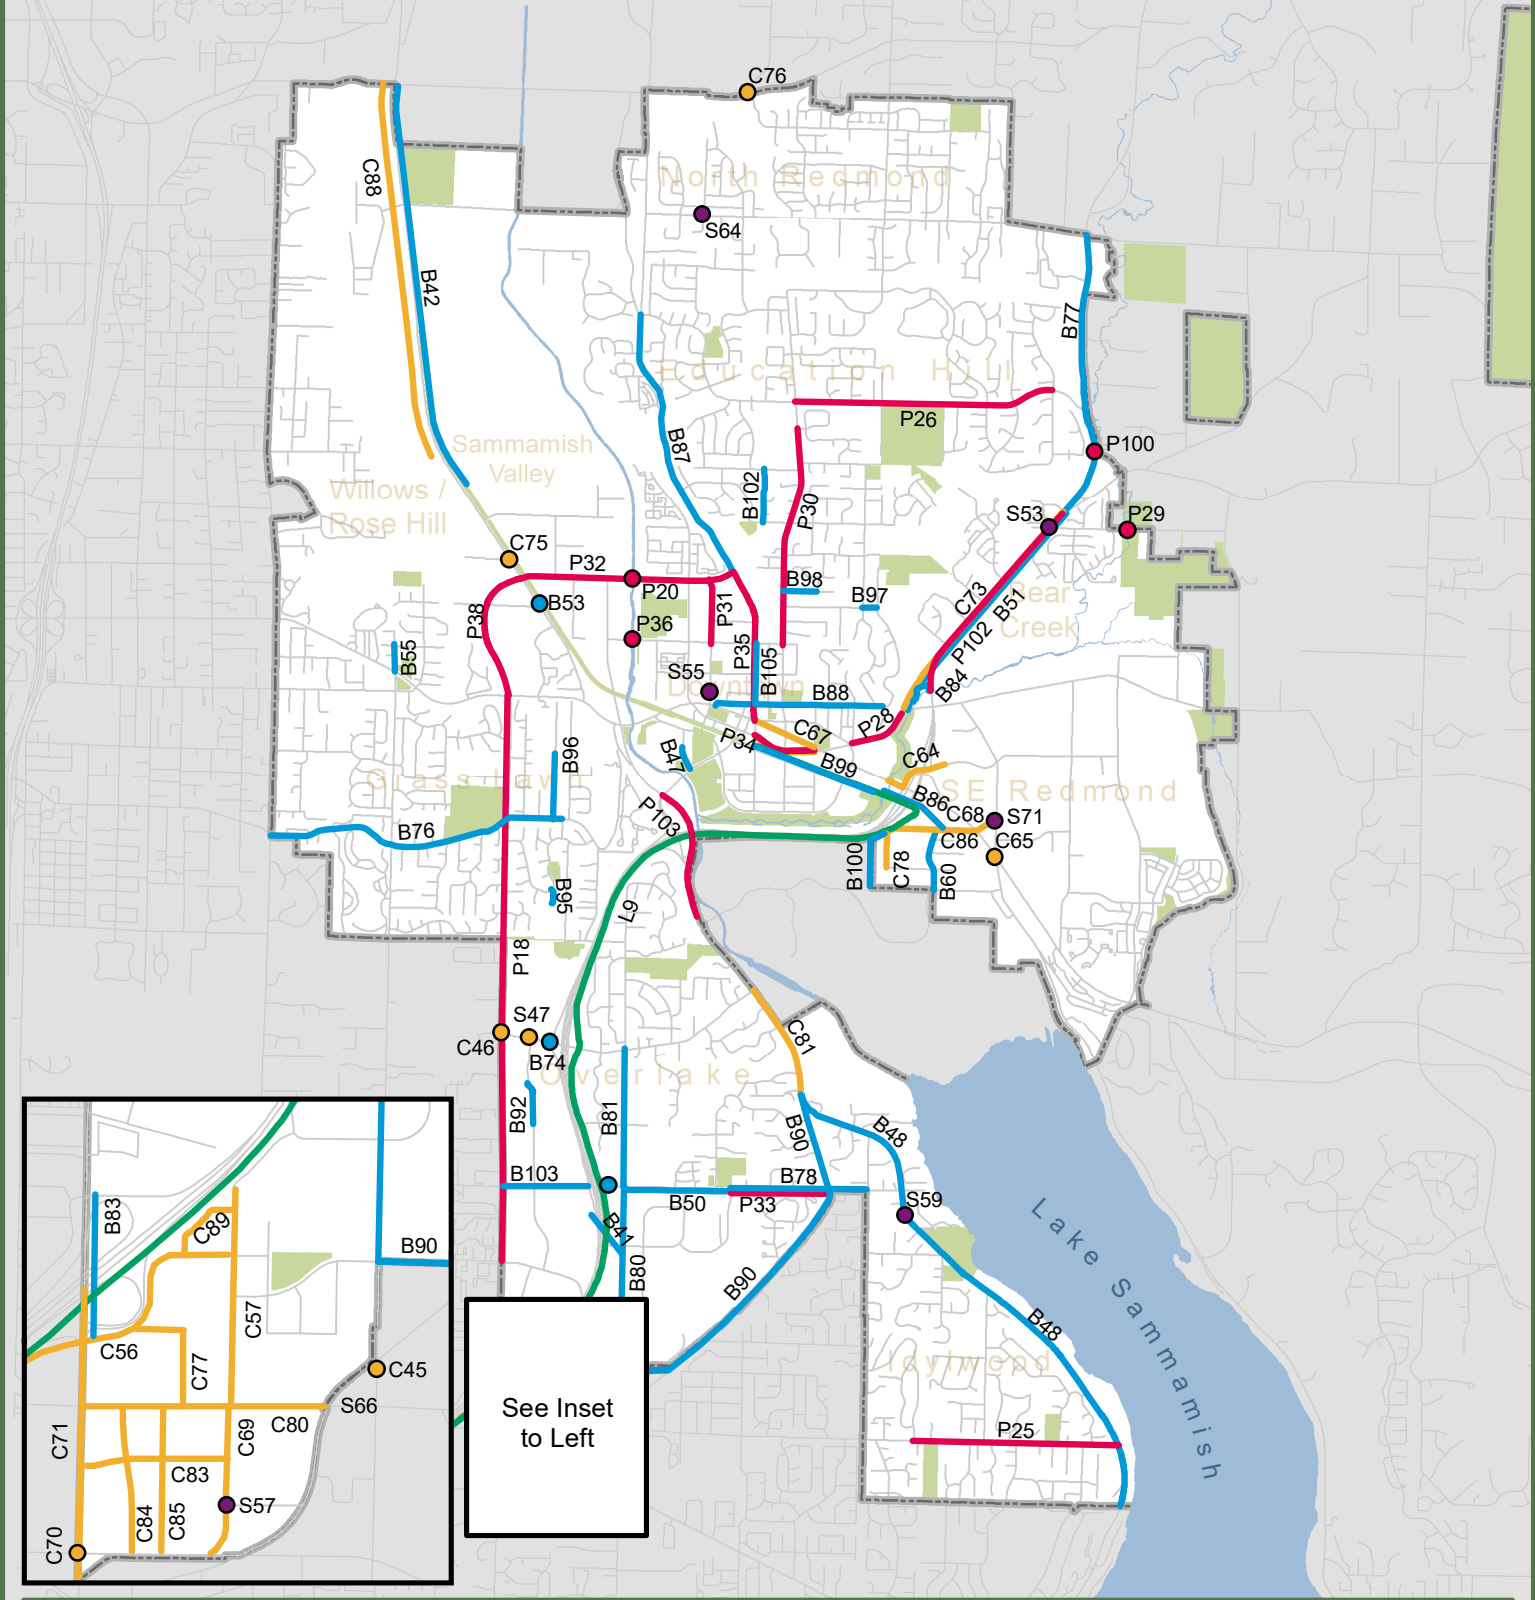 C76
C88
North Redmond
S64
B42
B77
Education Hill
P26
B87
Sammamish
Valley
P100
Willows /
Rose Hill
B102
P30
S53
P29
C75
P32
B98
B97
P20
B53
P31
C73
B51
Bear
Creek
P38
P36
P35
P102
B55
B105
S55
Downtown
B84
B88
P28
C67
P34
B47
B96
B99
C64
Grass Lawn
SE Redmond
B86
P103
C68
S71
B76
C86
C65
B100
C78
B60
B95
L9
P18
S47
C81
C46
B74
Overlake
B92
B81
B90
B48
B103
B78
B50
P33
S59
B41
B83
C89
B90
B80
B90
Lake Sammamish
C57
B48
C56
Idylwood
C77
C45
See Inset
to Left
S66
C80
C71
C69
P25
C83
C84
C85
S57
C70